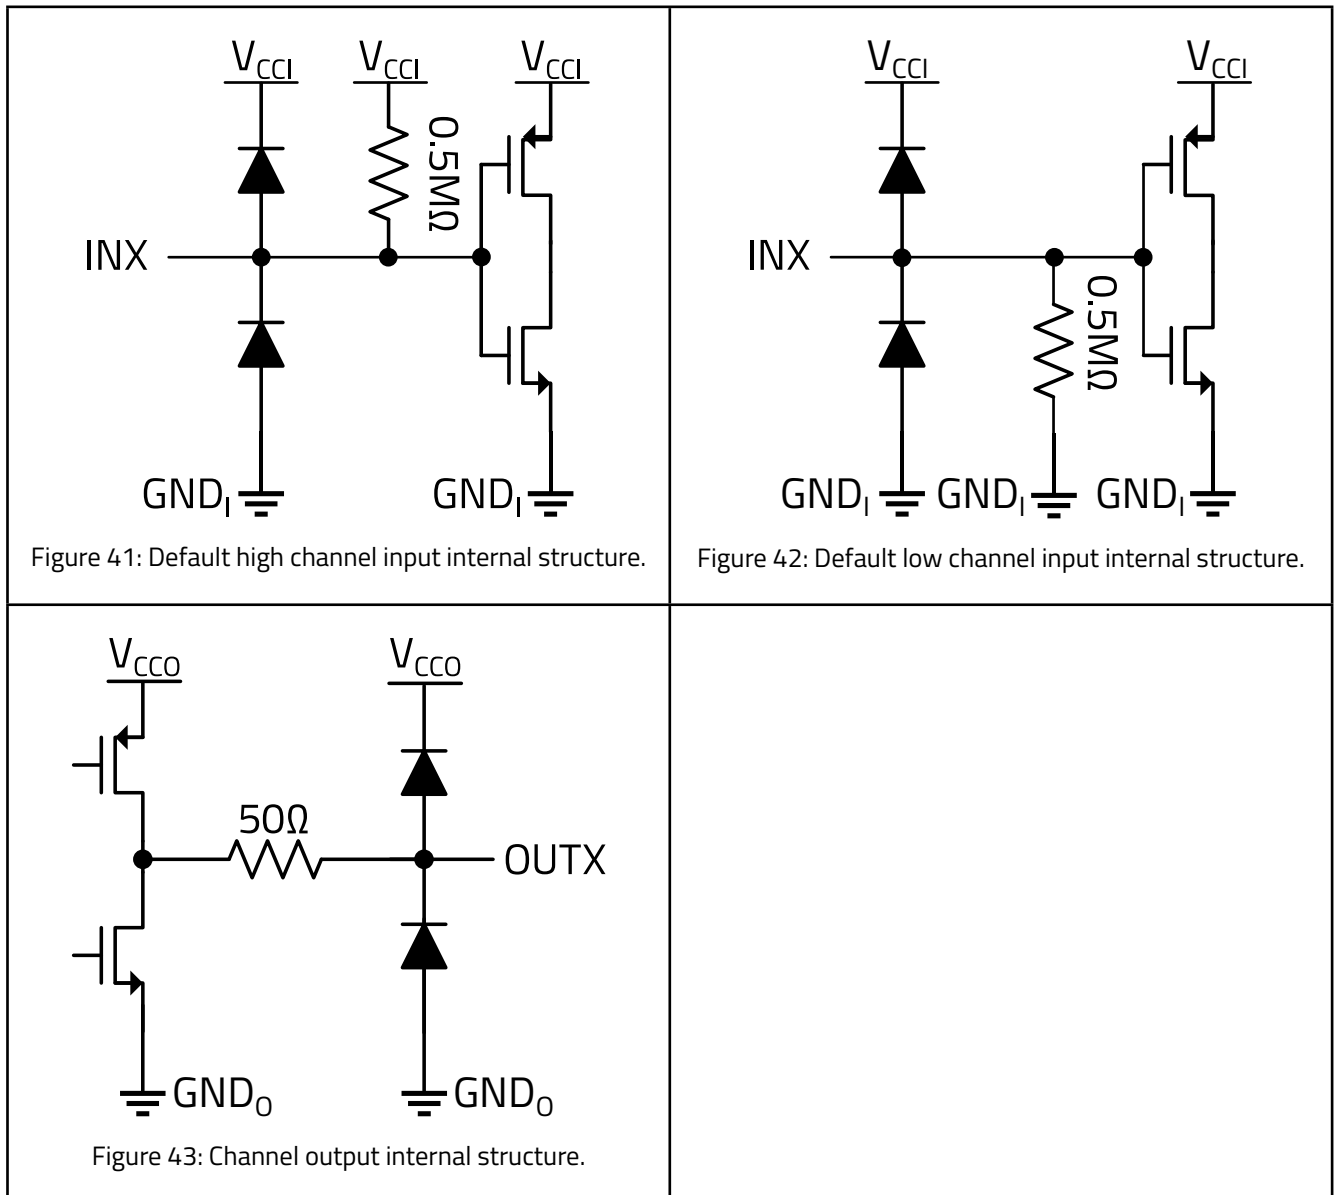 V_CCI V_CCI V_CCI
0.5MΩ
INX
GND_I GND_I
Figure 41: Default high channel input internal structure.
V_CCI V_CCI
INX
0.5MΩ
GND_I GND_I GND_I
Figure 42: Default low channel input internal structure.
V_CCO V_CCO
50Ω
OUTX
GND_O GND_O
Figure 43: Channel output internal structure.